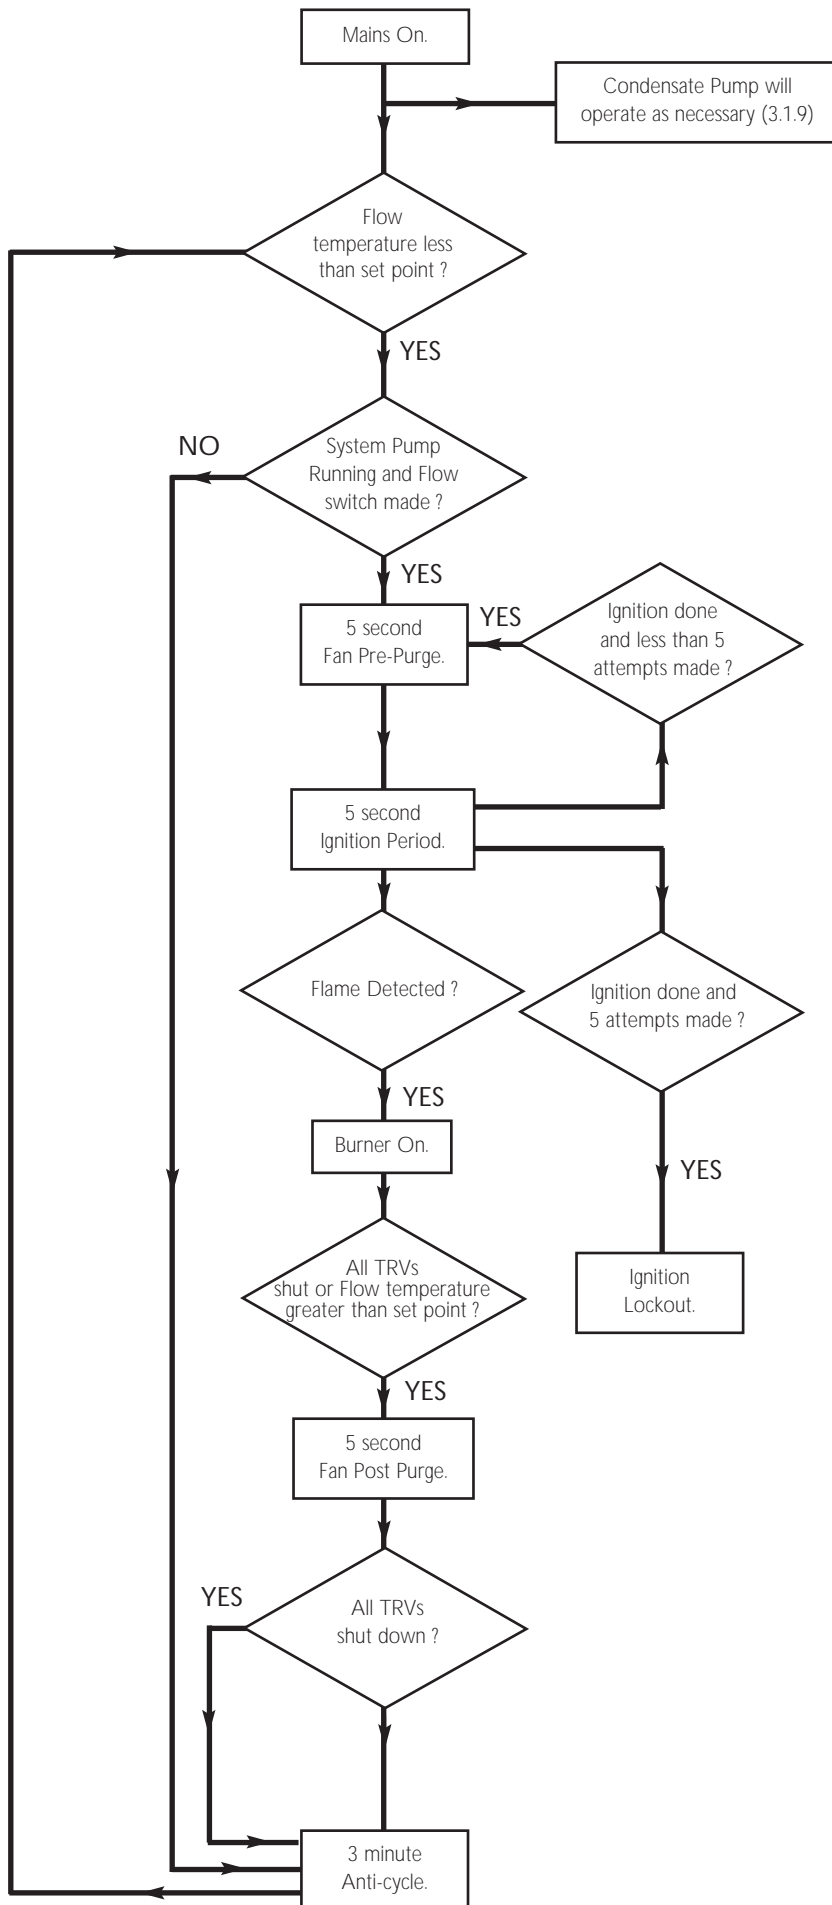 Mains On.
Condensate Pump will
operate as necessary (3.1.9)
Flow
temperature less
than set point ?
YES
NO
System Pump
Running and Flow
switch made ?
YES
5 second
Fan Pre-Purge.
YES
Ignition done
and less than 5
attempts made ?
5 second
Ignition Period.
Flame Detected ?
Ignition done and
5 attempts made ?
YES
Burner On.
YES
All TRVs
shut or Flow temperature
greater than set point ?
Ignition
Lockout.
YES
5 second
Fan Post Purge.
YES
All TRVs
shut down ?
3 minute
Anti-cycle.